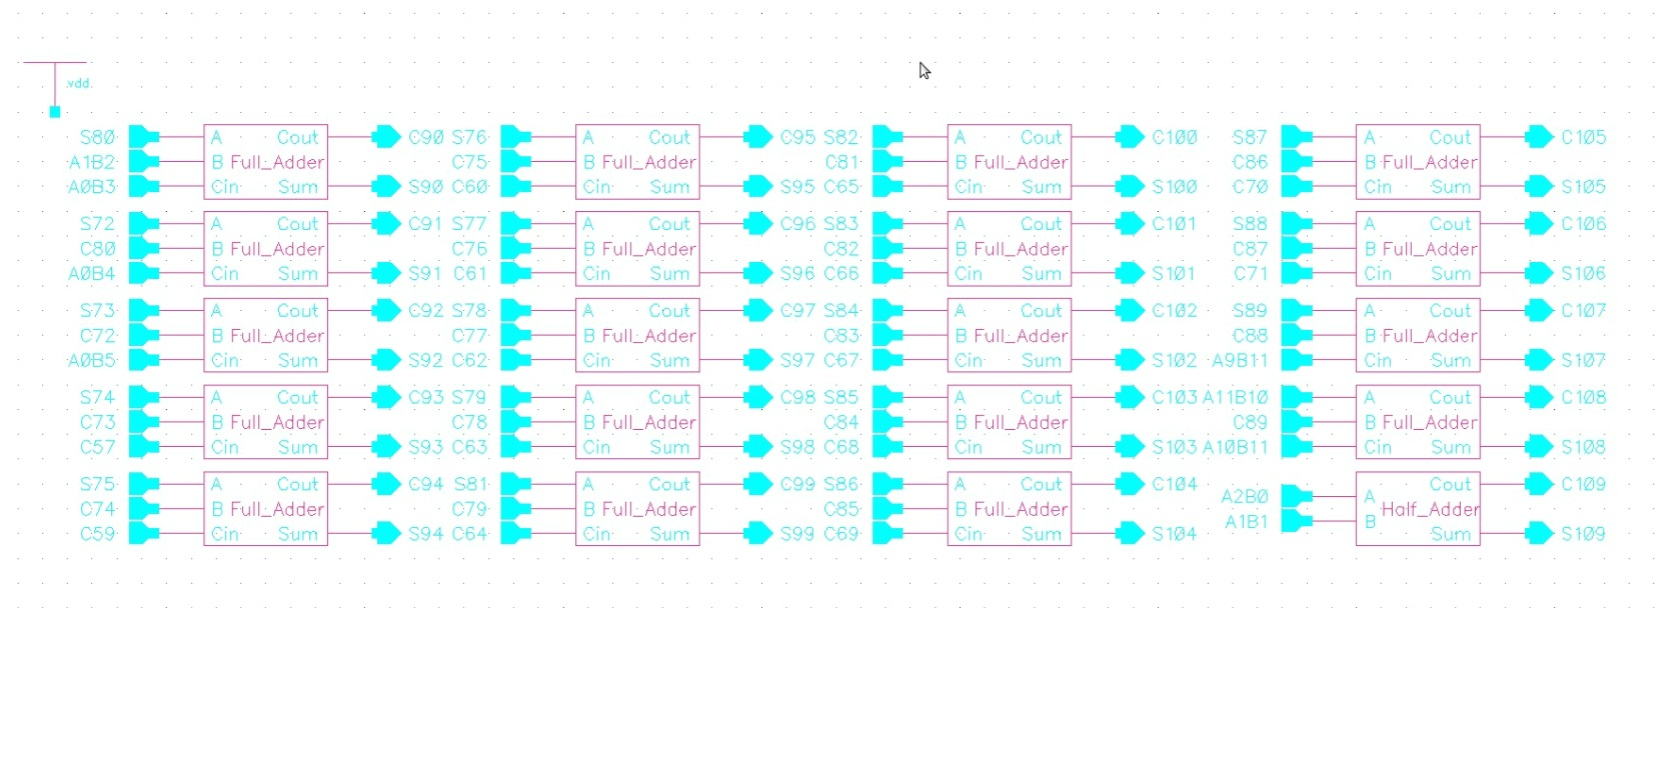 vdd
S80 A Cout C90 S76 A Cout C95 S82 A Cout C100 S87 A Cout C105
A1B2 B Full_Adder C75 B Full_Adder C81 B Full_Adder C86 B Full_Adder
A0B3 Cin Sum S90 C60 Cin Sum S95 C65 Cin Sum S100 C70 Cin Sum S105
S72 A Cout C91 S77 A Cout C96 S83 A Cout C101 S88 A Cout C106
C80 B Full_Adder C76 B Full_Adder C82 B Full_Adder C87 B Full_Adder
A0B4 Cin Sum S91 C61 Cin Sum S96 C66 Cin Sum S101 C71 Cin Sum S106
S73 A Cout C92 S78 A Cout C97 S84 A Cout C102 S89 A Cout C107
C72 B Full_Adder C77 B Full_Adder C83 B Full_Adder C88 B Full_Adder
A0B5 Cin Sum S92 C62 Cin Sum S97 C67 Cin Sum S102 A9B11 Cin Sum S107
S74 A Cout C93 S79 A Cout C98 S85 A Cout C103 A11B10 A Cout C108
C73 B Full_Adder C78 B Full_Adder C84 B Full_Adder C89 B Full_Adder
C57 Cin Sum S93 C63 Cin Sum S98 C68 Cin Sum S103 A10B11 Cin Sum S108
S75 A Cout C94 S81 A Cout C99 S86 A Cout C104 A2B0 A Cout C109
C74 B Full_Adder C79 B Full_Adder C85 B Full_Adder A1B1 B Half_Adder
C59 Cin Sum S94 C64 Cin Sum S99 C69 Cin Sum S104 Sum S109